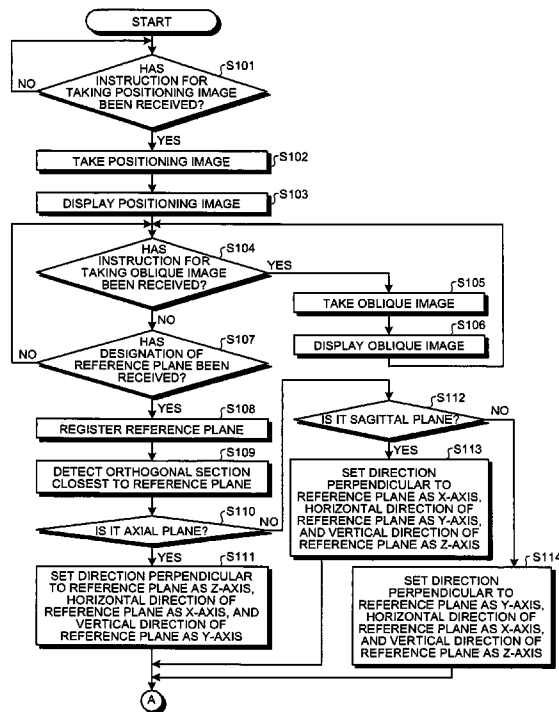 START
S101
HAS
INSTRUCTION FOR
TAKING POSITIONING IMAGE
BEEN RECEIVED?
NO
YES
S102
TAKE POSITIONING IMAGE
S103
DISPLAY POSITIONING IMAGE
S104
HAS
INSTRUCTION FOR
TAKING OBLIQUE IMAGE
BEEN RECEIVED?
YES
NO
S105
TAKE OBLIQUE IMAGE
S106
DISPLAY OBLIQUE IMAGE
S107
HAS
DESIGNATION OF
REFERENCE PLANE BEEN
RECEIVED?
NO
YES
S108
REGISTER REFERENCE PLANE
S109
DETECT ORTHOGONAL SECTION
CLOSEST TO REFERENCE PLANE
S110
IS IT AXIAL PLANE?
NO
YES
S111
SET DIRECTION
PERPENDICULAR
TO REFERENCE PLANE AS Z-AXIS,
HORIZONTAL DIRECTION OF
REFERENCE PLANE AS X-AXIS, AND
VERTICAL DIRECTION OF
REFERENCE PLANE AS Y-AXIS
S112
IS IT SAGITTAL PLANE?
NO
YES
S113
SET DIRECTION
PERPENDICULAR TO
REFERENCE PLANE AS X-AXIS,
HORIZONTAL DIRECTION OF
REFERENCE PLANE AS Y-AXIS,
AND VERTICAL DIRECTION OF
REFERENCE PLANE AS Z-AXIS
S114
SET DIRECTION
PERPENDICULAR TO
REFERENCE PLANE AS Y-AXIS,
HORIZONTAL DIRECTION OF
REFERENCE PLANE AS X-AXIS,
AND VERTICAL DIRECTION OF
REFERENCE PLANE AS Z-AXIS
A